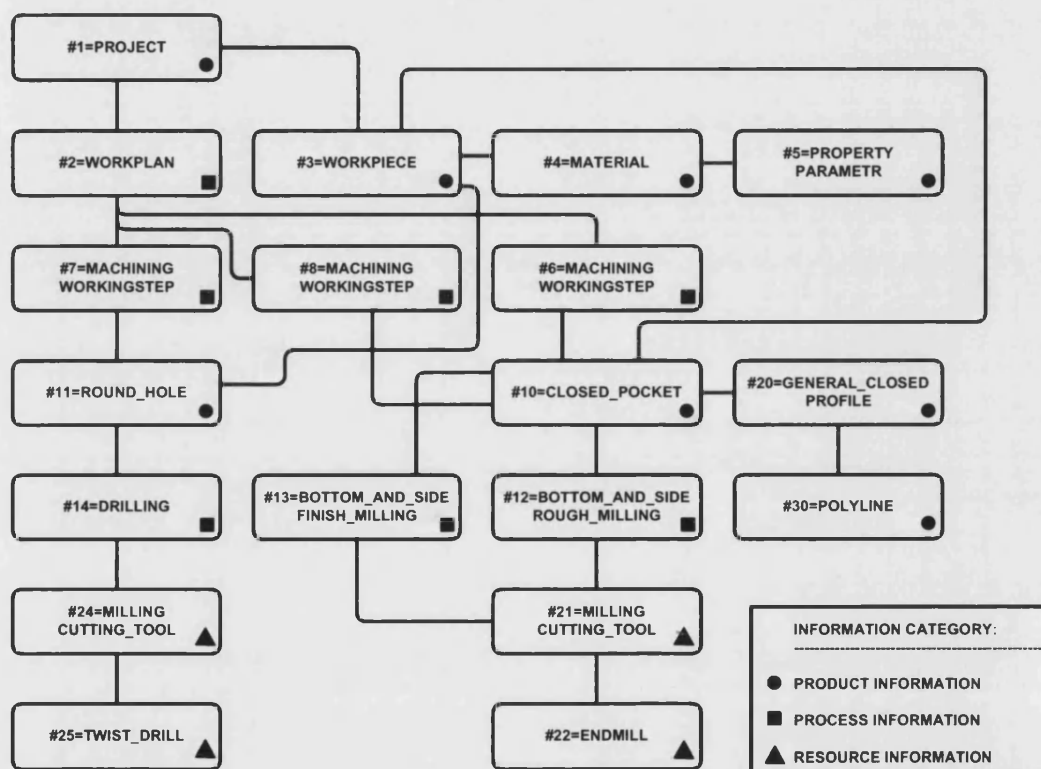 #1=PROJECT
#2=WORKPLAN
#3=WORKPIECE
#4=MATERIAL
#5=PROPERTY
PARAMETR
#7=MACHINING
WORKINGSTEP
#8=MACHINING
WORKINGSTEP
#6=MACHINING
WORKINGSTEP
#11=ROUND_HOLE
#10=CLOSED_POCKET
#20=GENERAL_CLOSED
PROFILE
#14=DRILLING
#13=BOTTOM_AND_SIDE
FINISH_MILLING
#12=BOTTOM_AND_SIDE
ROUGH_MILLING
#30=POLYLINE
#24=MILLING
CUTTING_TOOL
#21=MILLING
CUTTING_TOOL
#25=TWIST_DRILL
#22=ENDMILL
INFORMATION CATEGORY:
PRODUCT INFORMATION
PROCESS INFORMATION
RESOURCE INFORMATION